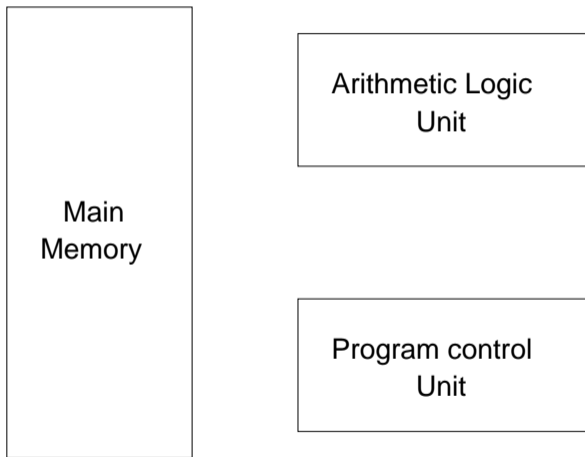 Main
Memory
Arithmetic Logic
Unit
Program control
Unit